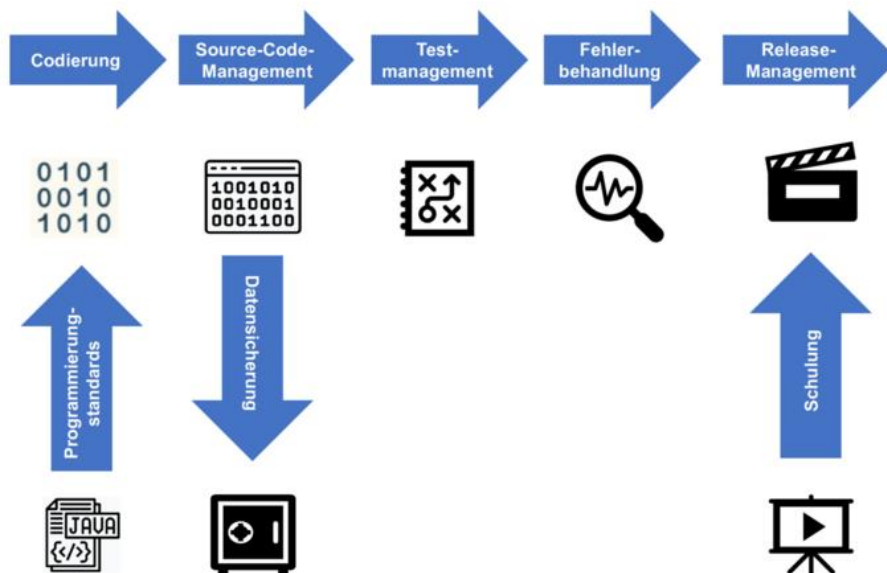 Codierung
Source-Code-
Management
Test-
management
Fehler-
behandlung
Release-
Management
0101
0010
1010
1001010
0010001
0001100
Programmierung-
standards
Datensicherung
Schulung
JAVA
{</>}